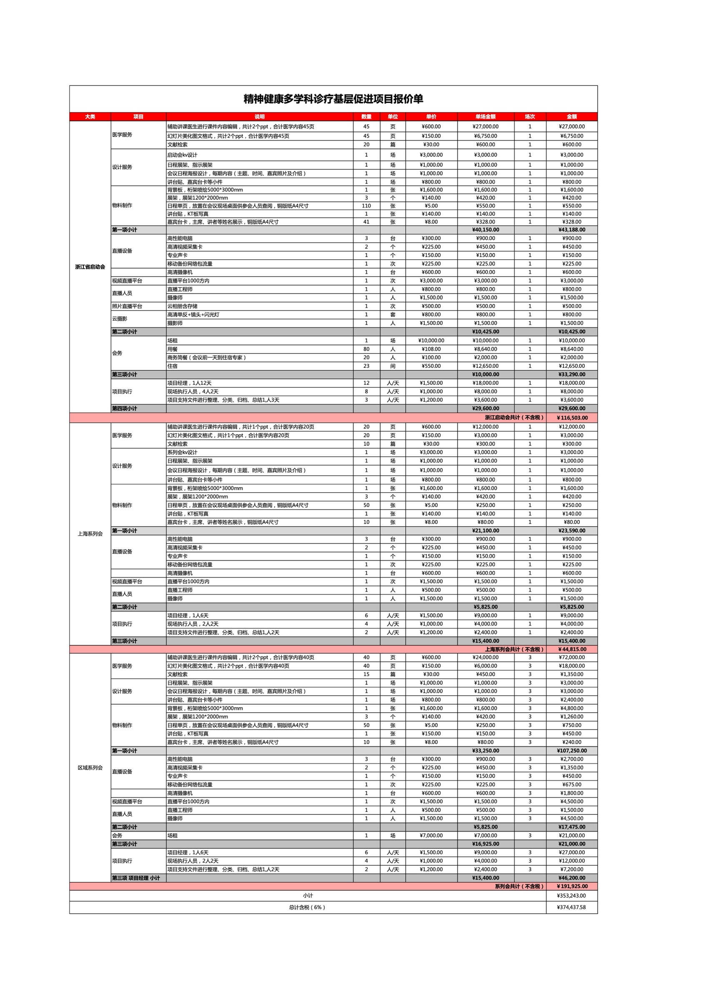 精神健康多学科诊疗基层促进项目报价单
大类 项目 说明 数量 单位 单价 单场金额 场次 金额
浙江省启动会
医学服务
辅助讲课医生进行课件内容编辑，共计2个ppt，合计医学内容45页 45 页 ¥600.00 ¥27,000.00 1 ¥27,000.00
幻灯片美化图文格式，共计2个ppt，合计医学内容45页 45 页 ¥150.00 ¥6,750.00 1 ¥6,750.00
文献检索 20 篇 ¥30.00 ¥600.00 1 ¥600.00
设计服务
启动会kv设计 1 场 ¥3,000.00 ¥3,000.00 1 ¥3,000.00
日程展架、指示展架 1 场 ¥1,000.00 ¥1,000.00 1 ¥1,000.00
会议日程海报设计，每期内容（主题、时间、嘉宾照片及介绍） 1 场 ¥1,000.00 ¥1,000.00 1 ¥1,000.00
讲台贴、嘉宾台卡等小件 1 场 ¥800.00 ¥800.00 1 ¥800.00
物料制作
背景板，桁架喷绘5000*3000mm 1 张 ¥1,600.00 ¥1,600.00 1 ¥1,600.00
展架，展架1200*2000mm 3 个 ¥140.00 ¥420.00 1 ¥420.00
日程单页，放置在会议现场桌面供参会人员查阅，铜版纸A4尺寸 110 张 ¥5.00 ¥550.00 1 ¥550.00
讲台贴，KT板写真 1 张 ¥140.00 ¥140.00 1 ¥140.00
嘉宾台卡，主席、讲者等姓名展示，铜版纸A4尺寸 41 张 ¥8.00 ¥328.00 1 ¥328.00
第一项小计 ¥40,150.00 ¥43,188.00
直播设备
高性能电脑 3 台 ¥300.00 ¥900.00 1 ¥900.00
高清视频采集卡 2 个 ¥225.00 ¥450.00 1 ¥450.00
专业声卡 1 个 ¥150.00 ¥150.00 1 ¥150.00
移动备份网络包流量 1 次 ¥225.00 ¥225.00 1 ¥225.00
高清摄像机 1 台 ¥600.00 ¥600.00 1 ¥600.00
视频直播平台 直播平台1000方内 1 次 ¥3,000.00 ¥3,000.00 1 ¥3,000.00
直播人员
直播工程师 1 人 ¥800.00 ¥800.00 1 ¥800.00
摄像师 1 人 ¥1,500.00 ¥1,500.00 1 ¥1,500.00
照片直播平台 云相册含存储 1 次 ¥500.00 ¥500.00 1 ¥500.00
云摄影
高清单反+镜头+闪光灯 1 套 ¥800.00 ¥800.00 1 ¥800.00
摄影师 1 人 ¥1,500.00 ¥1,500.00 1 ¥1,500.00
第二项小计 ¥10,425.00 ¥10,425.00
会务
场租 1 场 ¥10,000.00 ¥10,000.00 1 ¥10,000.00
用餐 80 人 ¥108.00 ¥8,640.00 1 ¥8,640.00
商务简餐（会议前一天到住宿专家） 20 人 ¥100.00 ¥2,000.00 1 ¥2,000.00
住宿 23 间 ¥550.00 ¥12,650.00 1 ¥12,650.00
第三项小计 ¥10,000.00 ¥33,290.00
项目执行
项目经理，1人12天 12 人/天 ¥1,500.00 ¥18,000.00 1 ¥18,000.00
现场执行人员，4人2天 8 人/天 ¥1,000.00 ¥8,000.00 1 ¥8,000.00
项目支持文件进行整理、分类、归档、总结1,人3天 3 人/天 ¥1,200.00 ¥3,600.00 1 ¥3,600.00
第四项小计 ¥29,600.00 ¥29,600.00
浙江启动会共计（不含税） ¥116,503.00
上海系列会
医学服务
辅助讲课医生进行课件内容编辑，共计1个ppt，合计医学内容20页 20 页 ¥600.00 ¥12,000.00 1 ¥12,000.00
幻灯片美化图文格式，共计1个ppt，合计医学内容20页 20 页 ¥150.00 ¥3,000.00 1 ¥3,000.00
文献检索 10 篇 ¥30.00 ¥300.00 1 ¥300.00
设计服务
系列会kv设计 1 场 ¥3,000.00 ¥3,000.00 1 ¥3,000.00
日程展架、指示展架 1 场 ¥1,000.00 ¥1,000.00 1 ¥1,000.00
会议日程海报设计，每期内容（主题、时间、嘉宾照片及介绍） 1 场 ¥1,000.00 ¥1,000.00 1 ¥1,000.00
讲台贴、嘉宾台卡等小件 1 场 ¥800.00 ¥800.00 1 ¥800.00
物料制作
背景板，桁架喷绘5000*3000mm 1 张 ¥1,600.00 ¥1,600.00 1 ¥1,600.00
展架，展架1200*2000mm 3 个 ¥140.00 ¥420.00 1 ¥420.00
日程单页，放置在会议现场桌面供参会人员查阅，铜版纸A4尺寸 50 张 ¥5.00 ¥250.00 1 ¥250.00
讲台贴，KT板写真 1 张 ¥140.00 ¥140.00 1 ¥140.00
嘉宾台卡，主席、讲者等姓名展示，铜版纸A4尺寸 10 张 ¥8.00 ¥80.00 1 ¥80.00
第一项小计 ¥21,100.00 ¥23,590.00
直播设备
高性能电脑 3 台 ¥300.00 ¥900.00 1 ¥900.00
高清视频采集卡 2 个 ¥225.00 ¥450.00 1 ¥450.00
专业声卡 1 个 ¥150.00 ¥150.00 1 ¥150.00
移动备份网络包流量 1 次 ¥225.00 ¥225.00 1 ¥225.00
高清摄像机 1 台 ¥600.00 ¥600.00 1 ¥600.00
视频直播平台 直播平台1000方内 1 次 ¥1,500.00 ¥1,500.00 1 ¥1,500.00
直播人员
直播工程师 1 人 ¥500.00 ¥500.00 1 ¥500.00
摄像师 1 人 ¥1,500.00 ¥1,500.00 1 ¥1,500.00
第二项小计 ¥5,825.00 ¥5,825.00
项目执行
项目经理，1人6天 6 人/天 ¥1,500.00 ¥9,000.00 1 ¥9,000.00
现场执行人员，2人2天 4 人/天 ¥1,000.00 ¥4,000.00 1 ¥4,000.00
项目支持文件进行整理、分类、归档、总结1,人2天 2 人/天 ¥1,200.00 ¥2,400.00 1 ¥2,400.00
第三项小计 ¥15,400.00 ¥15,400.00
上海系列会共计（不含税） ¥44,815.00
区域系列会
医学服务
辅助讲课医生进行课件内容编辑，共计2个ppt，合计医学内容40页 40 页 ¥600.00 ¥24,000.00 3 ¥72,000.00
幻灯片美化图文格式，共计2个ppt，合计医学内容40页 40 页 ¥150.00 ¥6,000.00 3 ¥18,000.00
文献检索 15 篇 ¥30.00 ¥450.00 3 ¥1,350.00
设计服务
日程展架、指示展架 1 场 ¥1,000.00 ¥1,000.00 3 ¥3,000.00
会议日程海报设计，每期内容（主题、时间、嘉宾照片及介绍） 1 场 ¥1,000.00 ¥1,000.00 3 ¥3,000.00
讲台贴、嘉宾台卡等小件 1 场 ¥800.00 ¥800.00 3 ¥2,400.00
物料制作
背景板，桁架喷绘5000*3000mm 1 张 ¥1,600.00 ¥1,600.00 3 ¥4,800.00
展架，展架1200*2000mm 3 个 ¥140.00 ¥420.00 3 ¥1,260.00
日程单页，放置在会议现场桌面供参会人员查阅，铜版纸A4尺寸 50 张 ¥5.00 ¥250.00 3 ¥750.00
讲台贴，KT板写真 1 张 ¥150.00 ¥150.00 3 ¥450.00
嘉宾台卡，主席、讲者等姓名展示，铜版纸A4尺寸 10 张 ¥8.00 ¥80.00 3 ¥240.00
第一项小计 ¥33,250.00 ¥107,250.00
直播设备
高性能电脑 3 台 ¥300.00 ¥900.00 3 ¥2,700.00
高清视频采集卡 2 个 ¥225.00 ¥450.00 3 ¥1,350.00
专业声卡 1 个 ¥150.00 ¥150.00 3 ¥450.00
移动备份网络包流量 1 次 ¥225.00 ¥225.00 3 ¥675.00
高清摄像机 1 台 ¥600.00 ¥600.00 3 ¥1,800.00
视频直播平台 直播平台1000方内 1 次 ¥1,500.00 ¥1,500.00 3 ¥4,500.00
直播人员
直播工程师 1 人 ¥500.00 ¥500.00 3 ¥1,500.00
摄像师 1 人 ¥1,500.00 ¥1,500.00 3 ¥4,500.00
第二项小计 ¥5,825.00 ¥17,475.00
会务 场租 1 场 ¥7,000.00 ¥7,000.00 3 ¥21,000.00
第三项小计 ¥16,925.00 ¥21,000.00
项目执行
项目经理，1人6天 6 人/天 ¥1,500.00 ¥9,000.00 3 ¥27,000.00
现场执行人员，2人2天 4 人/天 ¥1,000.00 ¥4,000.00 3 ¥12,000.00
项目支持文件进行整理、分类、归档、总结1,人2天 2 人/天 ¥1,200.00 ¥2,400.00 3 ¥7,200.00
第三项 项目经理 小计 ¥15,400.00 ¥46,200.00
系列会共计（不含税） ¥191,925.00
小计 ¥353,243.00
总计含税（6%） ¥374,437.58